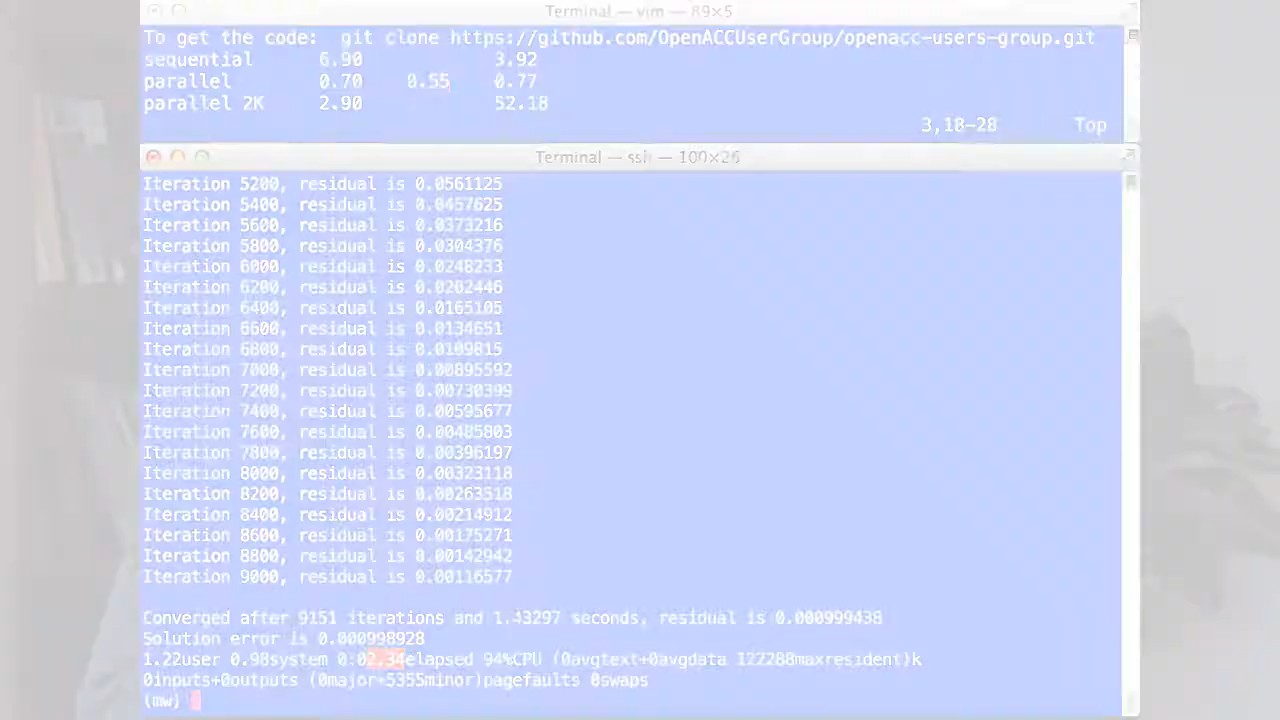 Terminal — vim — 89×5
To get the code: git clone https://github.com/OpenACCUserGroup/openacc-users-group.git
sequential 6.90 3.92
parallel 0.70 0.55 0.77
parallel 2K 2.90 52.18
3,18-28 Top
Terminal — ssh — 100×26
Iteration 5200, residual is 0.0561125
Iteration 5400, residual is 0.0457625
Iteration 5600, residual is 0.0373216
Iteration 5800, residual is 0.0304376
Iteration 6000, residual is 0.0248233
Iteration 6200, residual is 0.0202446
Iteration 6400, residual is 0.0165105
Iteration 6600, residual is 0.0134651
Iteration 6800, residual is 0.0109815
Iteration 7000, residual is 0.00895592
Iteration 7200, residual is 0.00730399
Iteration 7400, residual is 0.00595677
Iteration 7600, residual is 0.00485803
Iteration 7800, residual is 0.00396197
Iteration 8000, residual is 0.00323118
Iteration 8200, residual is 0.00263518
Iteration 8400, residual is 0.00214912
Iteration 8600, residual is 0.00175271
Iteration 8800, residual is 0.00142942
Iteration 9000, residual is 0.00116577
Converged after 9151 iterations and 1.43297 seconds, residual is 0.000999438
Solution error is 0.000998928
1.22user 0.98system 0:02.34elapsed 94%CPU (0avgtext+0avgdata 122288maxresident)k
0inputs+0outputs (0major+5355minor)pagefaults 0swaps
(mw)